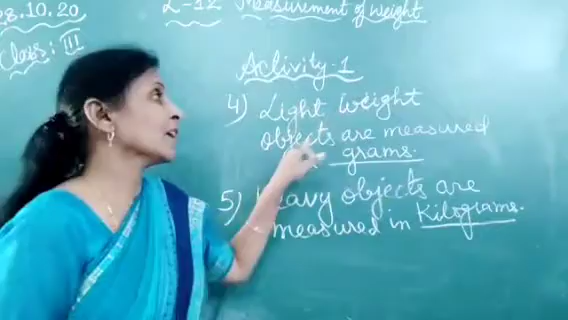 28.10.20
L-12 Measurement of Weight
Class: III
Activity-1
4) Light weight
objects are measured
grams.
5) Heavy objects are
measured in Kilograms.